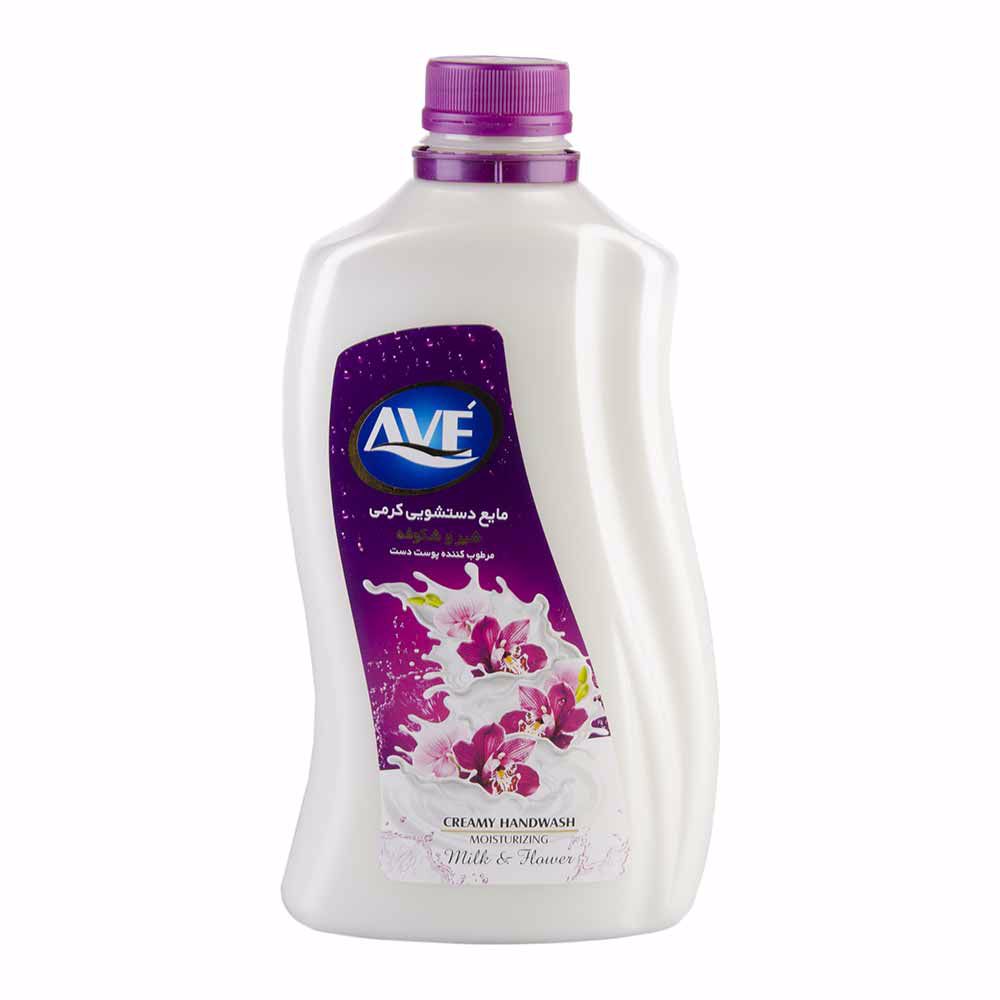 AVÉ
مایع دستشویی کرمی
شیر و شکوفه
مرطوب کننده پوست دست
CREAMY HANDWASH
MOISTURIZING
Milk & Flower